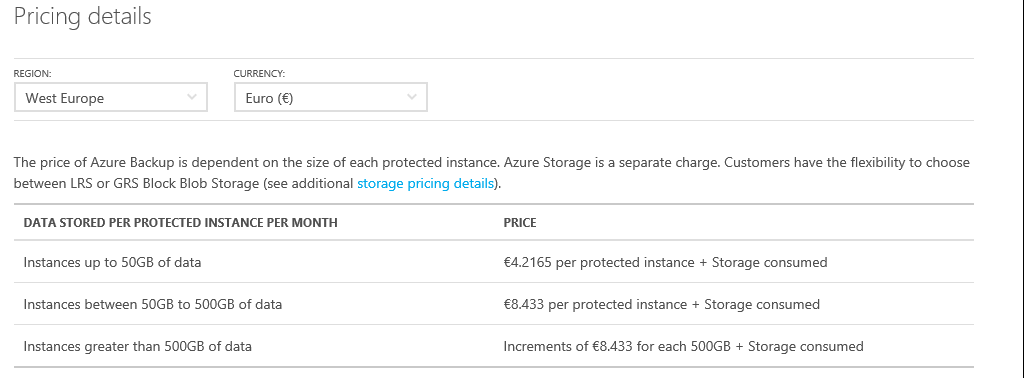 Pricing details
REGION: CURRENCY:
West Europe Euro (€)
The price of Azure Backup is dependent on the size of each protected instance. Azure Storage is a separate charge. Customers have the flexibility to choose
between LRS or GRS Block Blob Storage (see additional storage pricing details).
DATA STORED PER PROTECTED INSTANCE PER MONTH PRICE
Instances up to 50GB of data €4.2165 per protected instance + Storage consumed
Instances between 50GB to 500GB of data €8.433 per protected instance + Storage consumed
Instances greater than 500GB of data Increments of €8.433 for each 500GB + Storage consumed